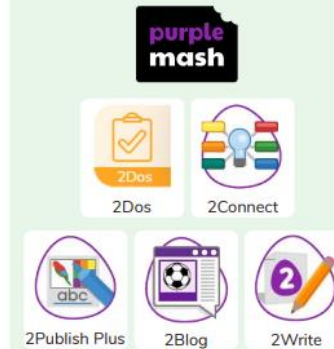 purple
mash
2Dos
2Dos
2Connect
abc
2
2Publish Plus
2Blog
2Write